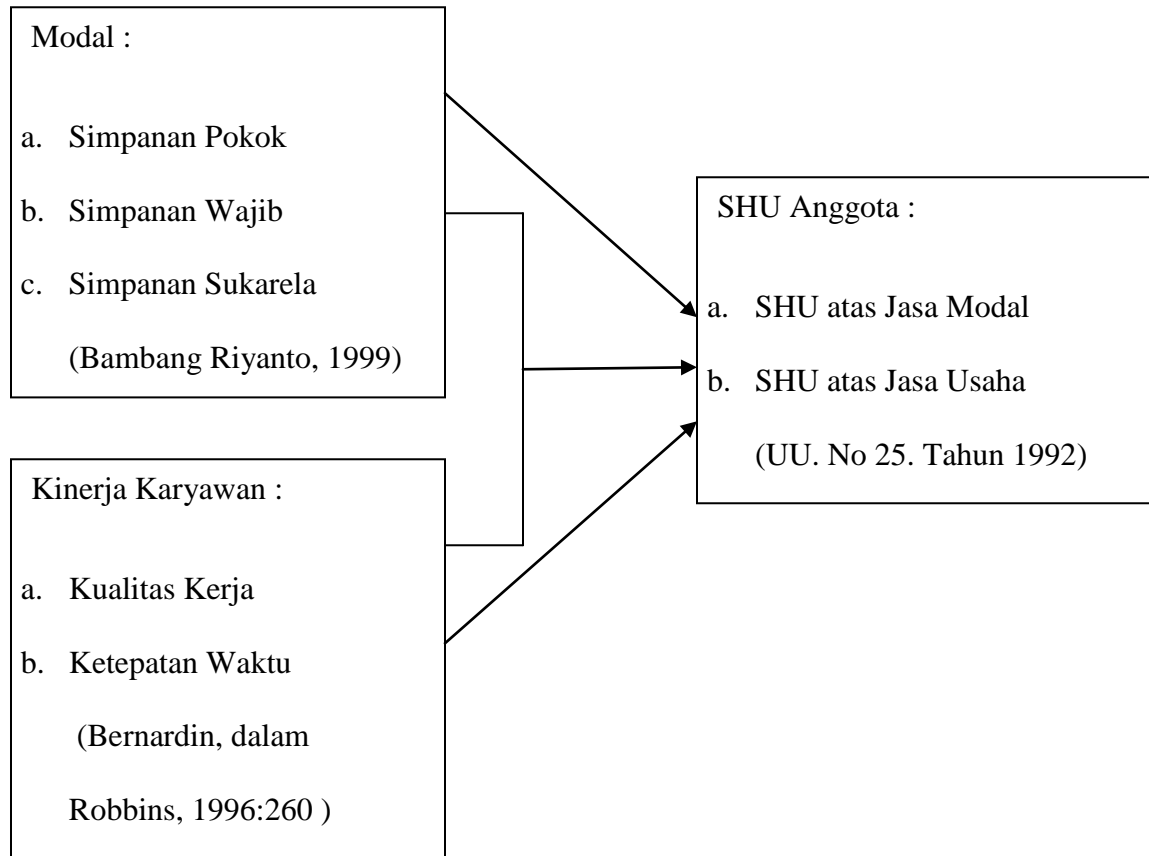 Modal :
a. Simpanan Pokok
b. Simpanan Wajib
c. Simpanan Sukarela
(Bambang Riyanto, 1999)
SHU Anggota :
a. SHU atas Jasa Modal
b. SHU atas Jasa Usaha
(UU. No 25. Tahun 1992)
Kinerja Karyawan :
a. Kualitas Kerja
b. Ketepatan Waktu
(Bernardin, dalam
Robbins, 1996:260 )